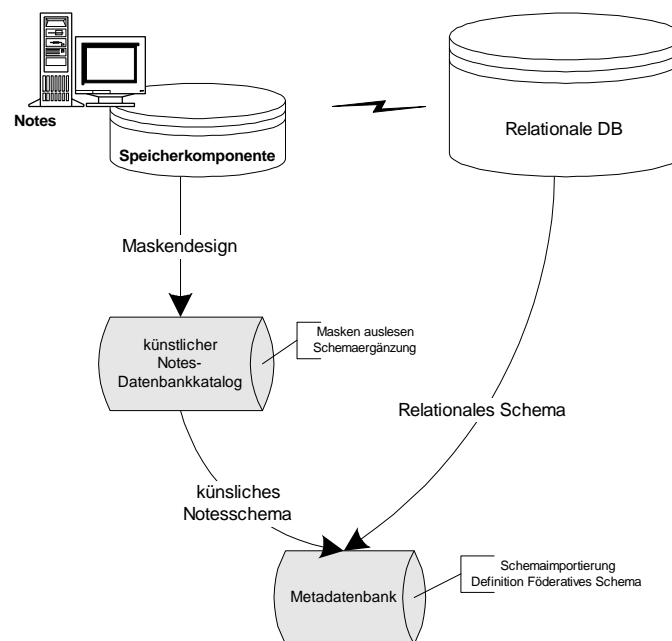 Notes
Speicherkomponente
Relationale DB
Maskendesign
künstlicher
Notes-
Datenbankkatalog
Masken auslesen
Schemaergänzung
Relationales Schema
künsliches
Notesschema
Metadatenbank
Schemaimportierung
Definition Föderatives Schema